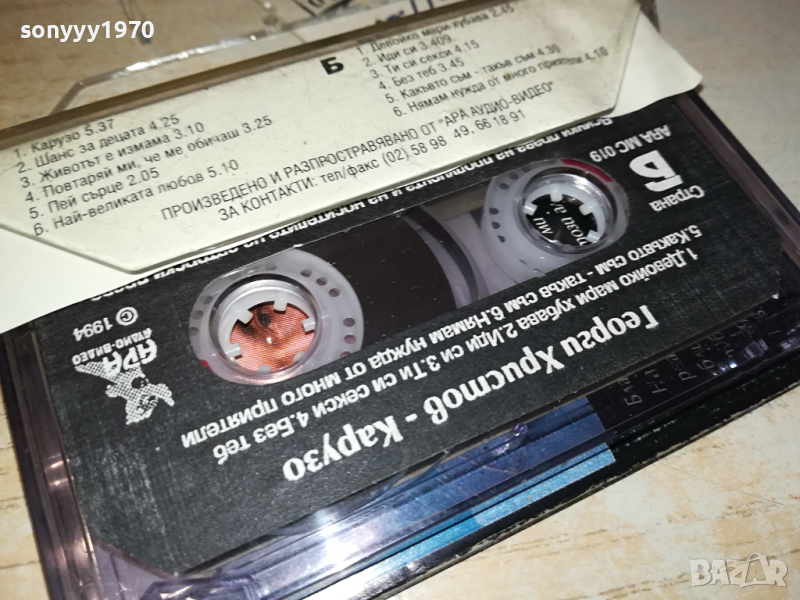 sonyyy1970
1. Карузо 5.37
2. Шанс за децата 4.25
3. Животът е измама 3.10
4. Повтаряй ми, че ме обичаш 3.25
5. Пей сърце 2.05
6. Най-великата любов 5.10
Б
1. Девойко мари хубава 2.45
2. Иди си 3.409
3. Ти си секси 4.15
4. Без теб 3.45
5. Какъвто съм - такъв съм 4.30
6. Нямам нужда от много приятели 4,10
ПРОИЗВЕДЕНО И РАЗПРОСТРАВЯВАНО ОТ "АРА АУДИО-ВИДЕО"
ЗА КОНТАКТИ: тел/факс (02) 58 98 49, 66 18 91
Георги Христов - Карузо
1.Девойко мари хубава 2.Иди си 3.Ти си секси 4.Без теб
5.Какъвто съм - такъв съм 6.Нямам нужда от много приятели
Страна
Б
АРА МС 019
АРА
АУДИО-ВИДЕО
© 1994
ми
рози
BAZAR